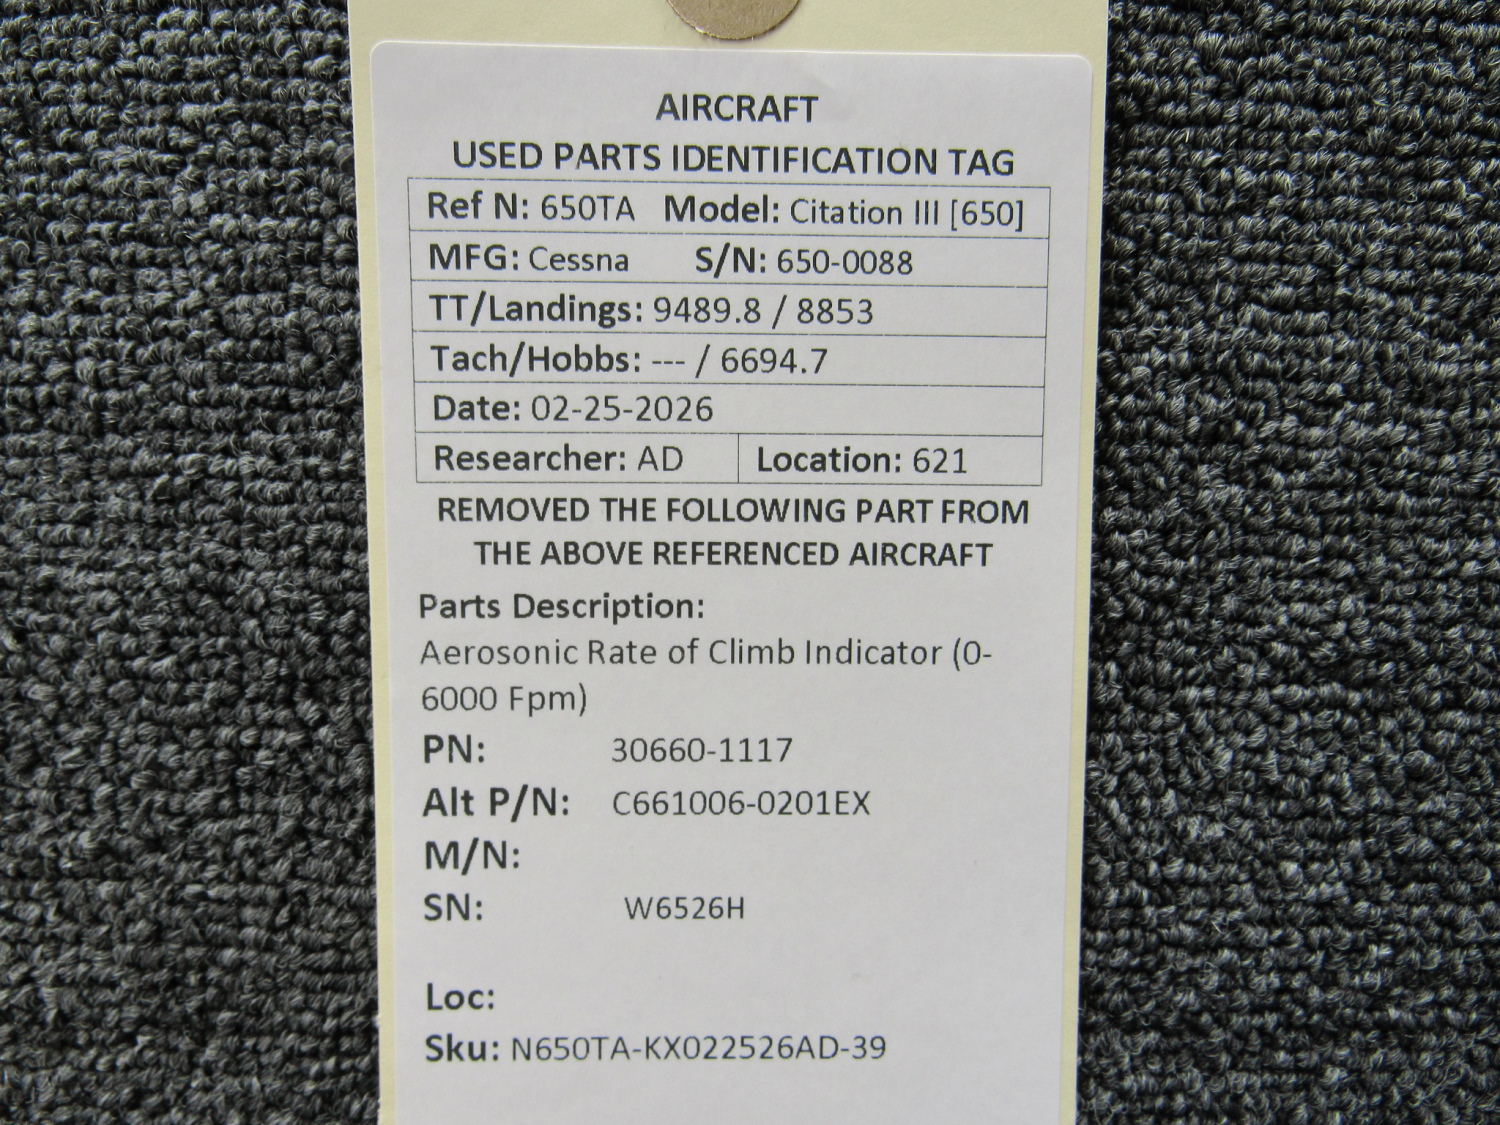 AIRCRAFT
USED PARTS IDENTIFICATION TAG
Ref N: 650TA Model: Citation III [650]
MFG: Cessna S/N: 650-0088
TT/Landings: 9489.8 / 8853
Tach/Hobbs: --- / 6694.7
Date: 02-25-2026
Researcher: AD Location: 621
REMOVED THE FOLLOWING PART FROM
THE ABOVE REFERENCED AIRCRAFT
Parts Description:
Aerosonic Rate of Climb Indicator (0-
6000 Fpm)
PN: 30660-1117
Alt P/N: C661006-0201EX
M/N:
SN: W6526H
Loc:
Sku: N650TA-KX022526AD-39